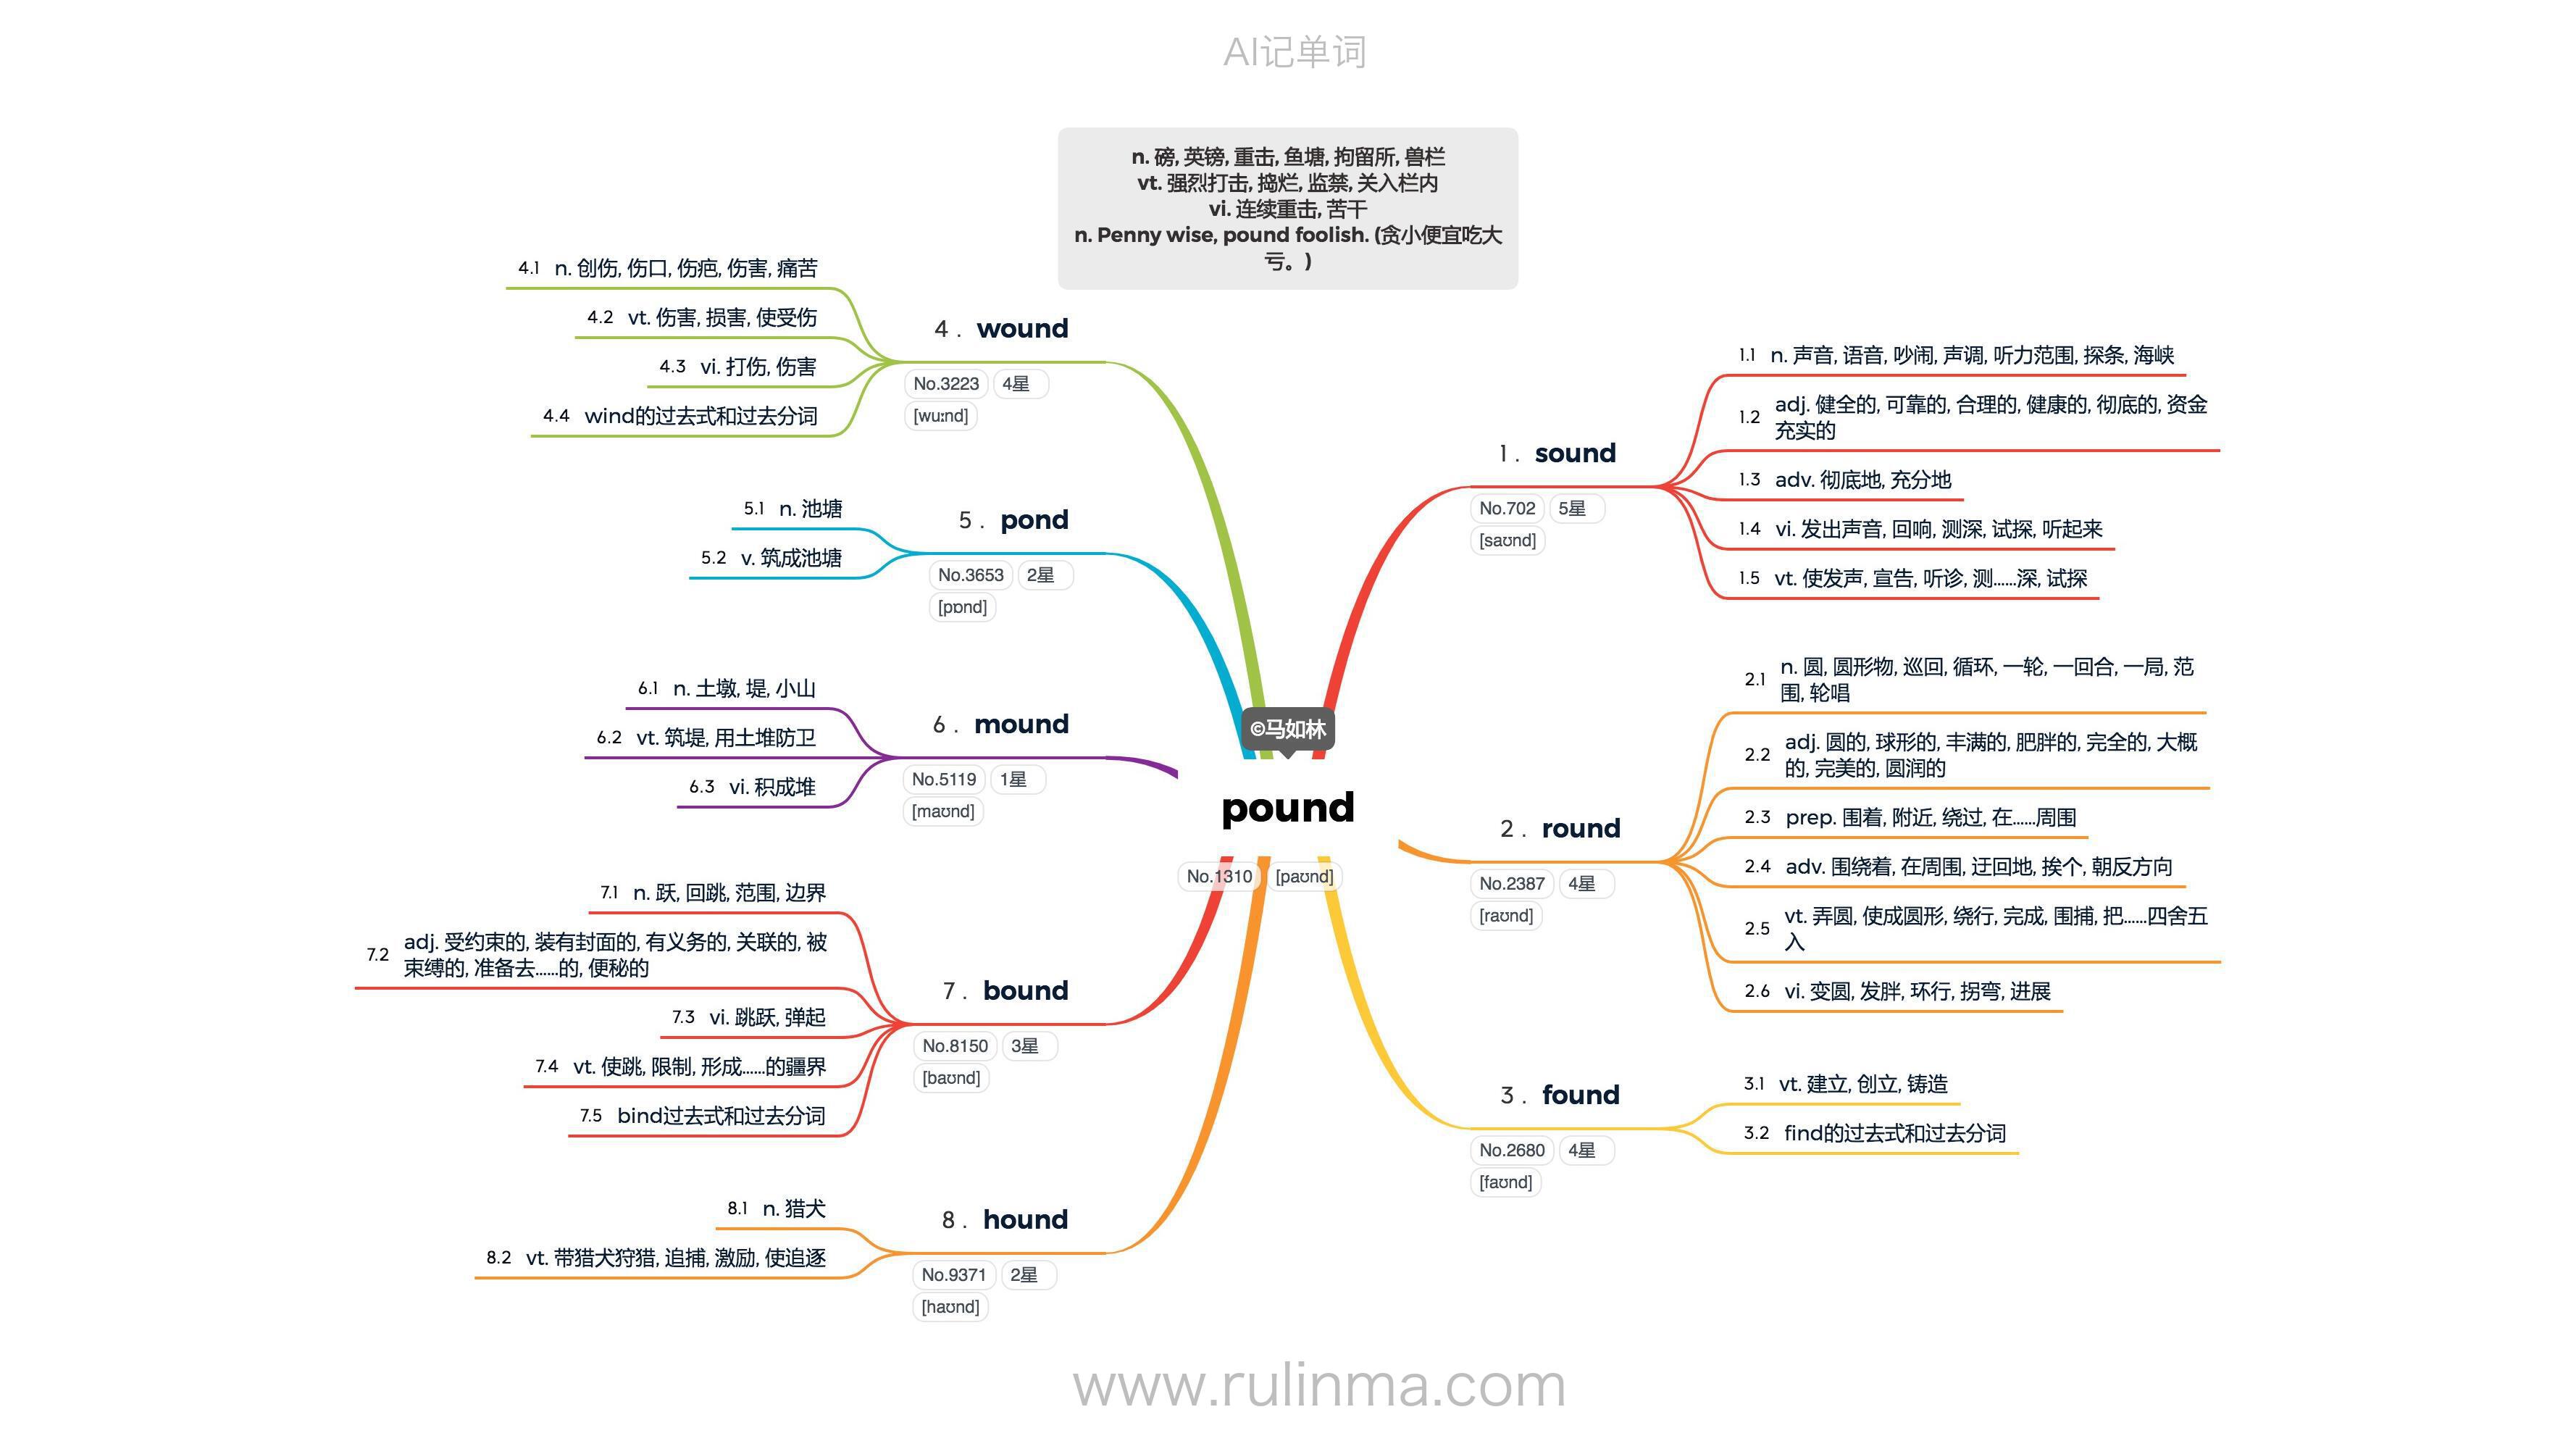 AI记单词
n. 磅, 英镑, 重击, 鱼塘, 拘留所, 兽栏
vt. 强烈打击, 捣烂, 监禁, 关入栏内
vi. 连续重击, 苦干
n. Penny wise, pound foolish. (贪小便宜吃大
亏。)
©马如林
pound
No.1310 [paʊnd]
1. sound
No.702 5星
[saʊnd]
1.1 n. 声音, 语音, 吵闹, 声调, 听力范围, 探条, 海峡
1.2 adj. 健全的, 可靠的, 合理的, 健康的, 彻底的, 资金
充实的
1.3 adv. 彻底地, 充分地
1.4 vi. 发出声音, 回响, 测深, 试探, 听起来
1.5 vt. 使发声, 宣告, 听诊, 测……深, 试探
2. round
No.2387 4星
[raʊnd]
2.1 n. 圆, 圆形物, 巡回, 循环, 一轮, 一回合, 一局, 范
围, 轮唱
2.2 adj. 圆的, 球形的, 丰满的, 肥胖的, 完全的, 大概
的, 完美的, 圆润的
2.3 prep. 围着, 附近, 绕过, 在……周围
2.4 adv. 围绕着, 在周围, 迂回地, 挨个, 朝反方向
2.5 vt. 弄圆, 使成圆形, 绕行, 完成, 围捕, 把……四舍五
入
2.6 vi. 变圆, 发胖, 环行, 拐弯, 进展
3. found
No.2680 4星
[faʊnd]
3.1 vt. 建立, 创立, 铸造
3.2 find的过去式和过去分词
4. wound
No.3223 4星
[wuːnd]
4.1 n. 创伤, 伤口, 伤疤, 伤害, 痛苦
4.2 vt. 伤害, 损害, 使受伤
4.3 vi. 打伤, 伤害
4.4 wind的过去式和过去分词
5. pond
No.3653 2星
[pɒnd]
5.1 n. 池塘
5.2 v. 筑成池塘
6. mound
No.5119 1星
[maʊnd]
6.1 n. 土墩, 堤, 小山
6.2 vt. 筑堤, 用土堆防卫
6.3 vi. 积成堆
7. bound
No.8150 3星
[baʊnd]
7.1 n. 跃, 回跳, 范围, 边界
7.2 adj. 受约束的, 装有封面的, 有义务的, 关联的, 被
束缚的, 准备去……的, 便秘的
7.3 vi. 跳跃, 弹起
7.4 vt. 使跳, 限制, 形成……的疆界
7.5 bind过去式和过去分词
8. hound
No.9371 2星
[haʊnd]
8.1 n. 猎犬
8.2 vt. 带猎犬狩猎, 追捕, 激励, 使追逐
www.rulinma.com